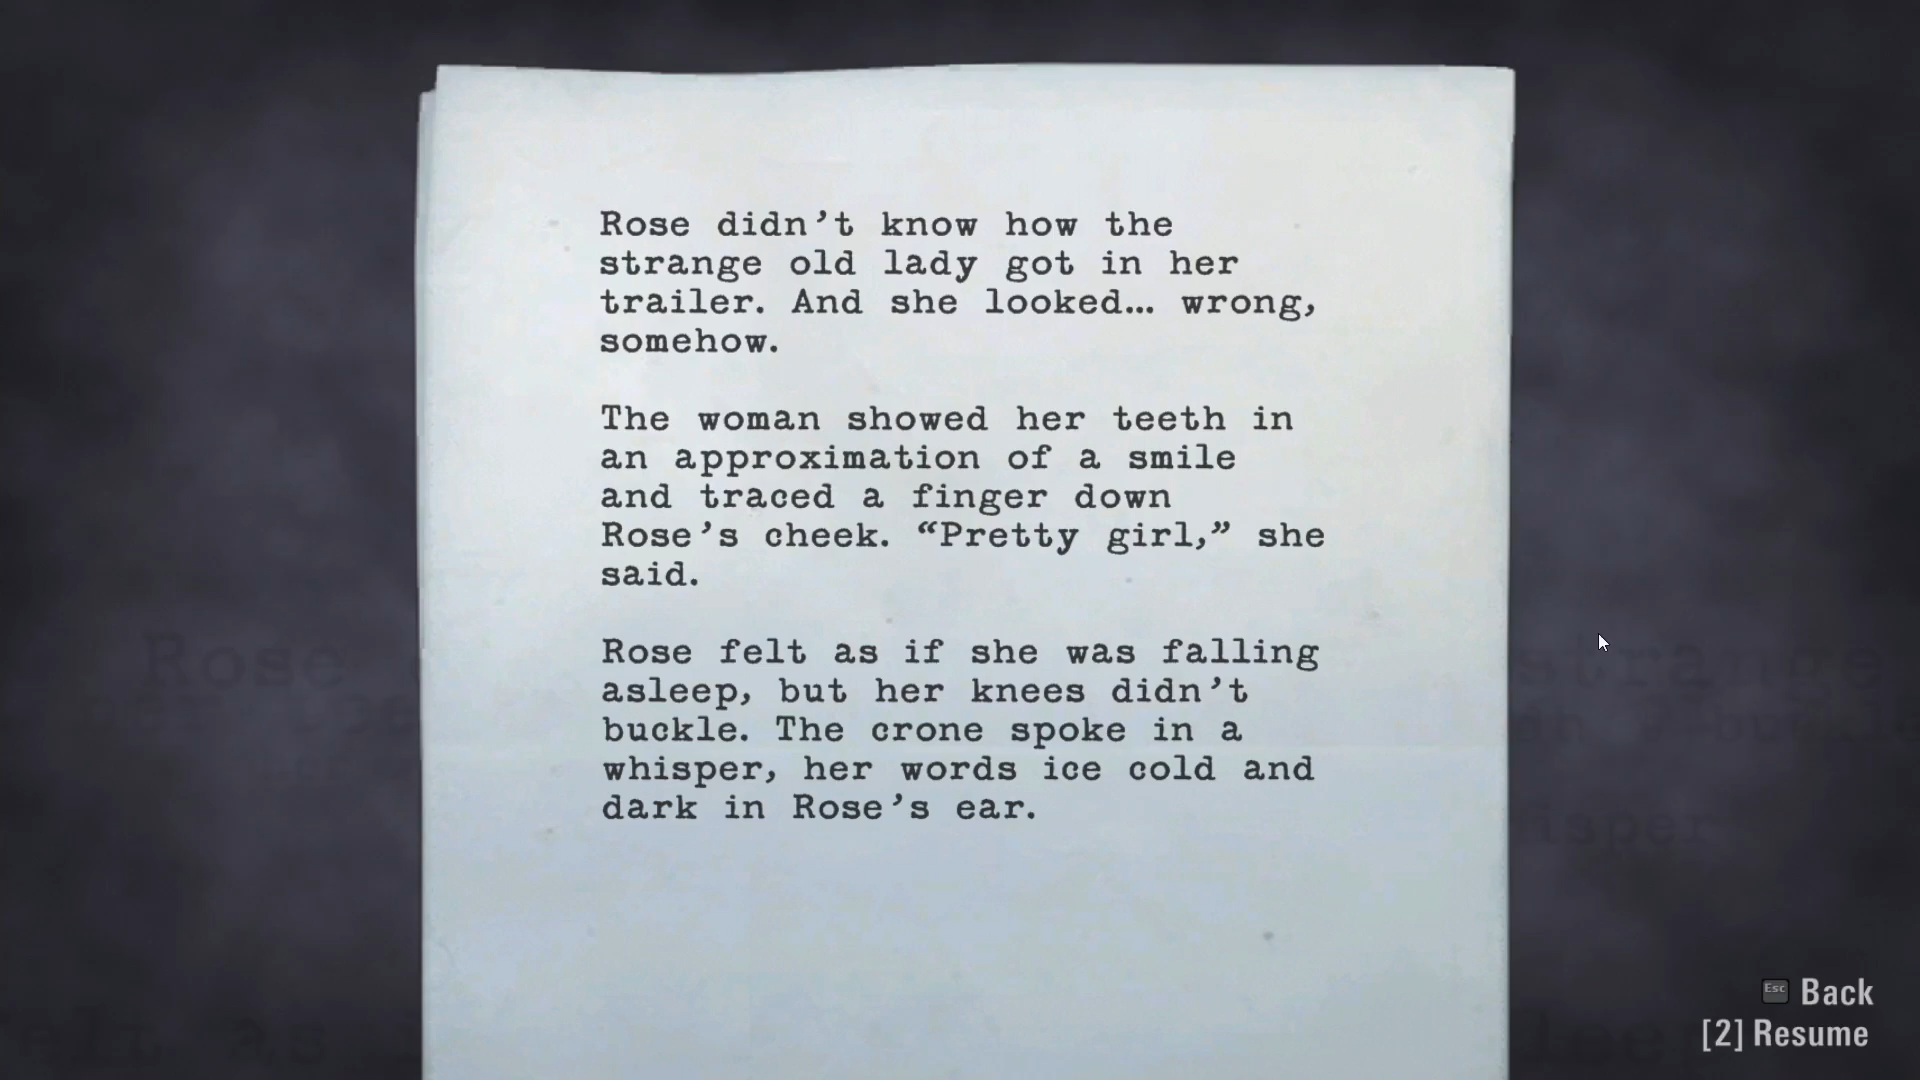 Rose didn’t know how the
strange old lady got in her
trailer. And she looked… wrong,
somehow.
The woman showed her teeth in
an approximation of a smile
and traced a finger down
Rose’s cheek. “Pretty girl,” she
said.
Rose felt as if she was falling
asleep, but her knees didn’t
buckle. The crone spoke in a
whisper, her words ice cold and
dark in Rose’s ear.
Esc Back
[2] Resume